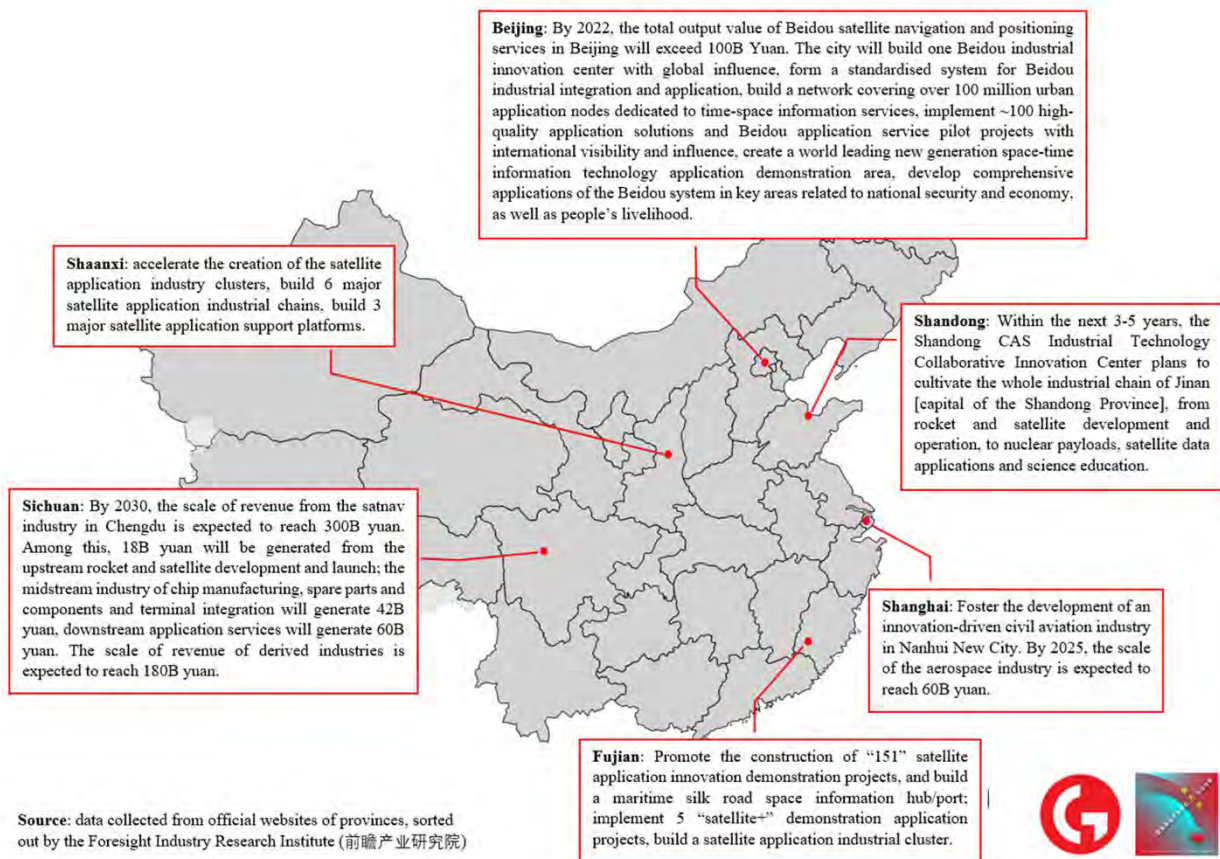 Beijing: By 2022, the total output value of Beidou satellite navigation and positioning
services in Beijing will exceed 100B Yuan. The city will build one Beidou industrial
innovation center with global influence, form a standardised system for Beidou
industrial integration and application, build a network covering over 100 million urban
application nodes dedicated to time-space information services, implement ~100 high-
quality application solutions and Beidou application service pilot projects with
international visibility and influence, create a world leading new generation space-time
information technology application demonstration area, develop comprehensive
applications of the Beidou system in key areas related to national security and economy,
as well as people's livelihood.
Shaanxi: accelerate the creation of the satellite
application industry clusters, build 6 major
satellite application industrial chains, build 3
major satellite application support platforms.
Shandong: Within the next 3-5 years, the
Shandong CAS Industrial Technology
Collaborative Innovation Center plans to
cultivate the whole industrial chain of Jinan
[capital of the Shandong Province], from
rocket and satellite development and
operation, to nuclear payloads, satellite data
applications and science education.
Sichuan: By 2030, the scale of revenue from the satnav
industry in Chengdu is expected to reach 300B yuan.
Among this, 18B yuan will be generated from the
upstream rocket and satellite development and launch; the
midstream industry of chip manufacturing, spare parts and
components and terminal integration will generate 42B
yuan, downstream application services will generate 60B
yuan. The scale of revenue of derived industries is
expected to reach 180B yuan.
Shanghai: Foster the development of an
innovation-driven civil aviation industry
in Nanhui New City. By 2025, the scale
of the aerospace industry is expected to
reach 60B yuan.
Fujian: Promote the construction of "151" satellite
application innovation demonstration projects, and build
a maritime silk road space information hub/port;
implement 5 "satellite+" demonstration application
projects, build a satellite application industrial cluster.
Source: data collected from official websites of provinces, sorted
out by the Foresight Industry Research Institute (前瞻产业研究院)